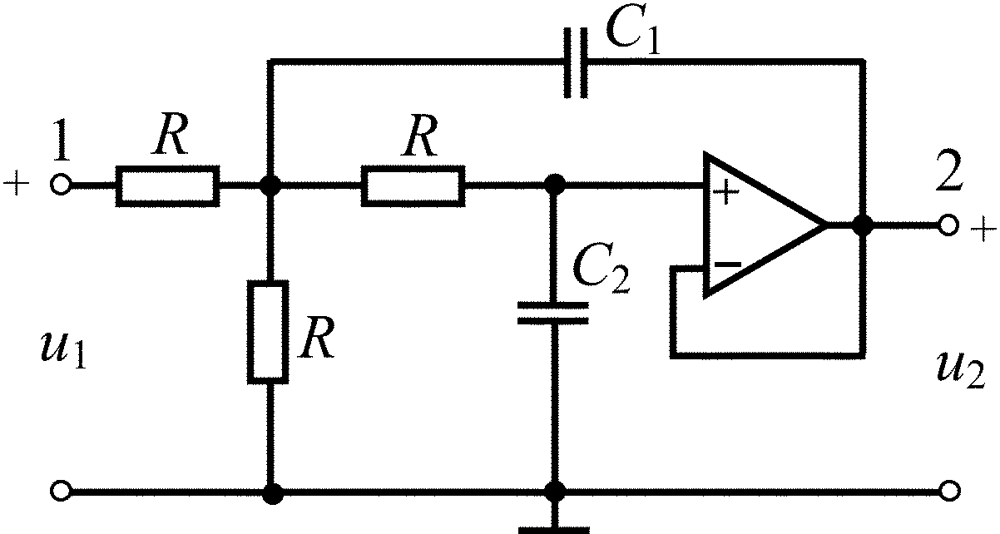 C₁
R
R
1
+
2
+
+
−
C₂
R
u₁
u₂